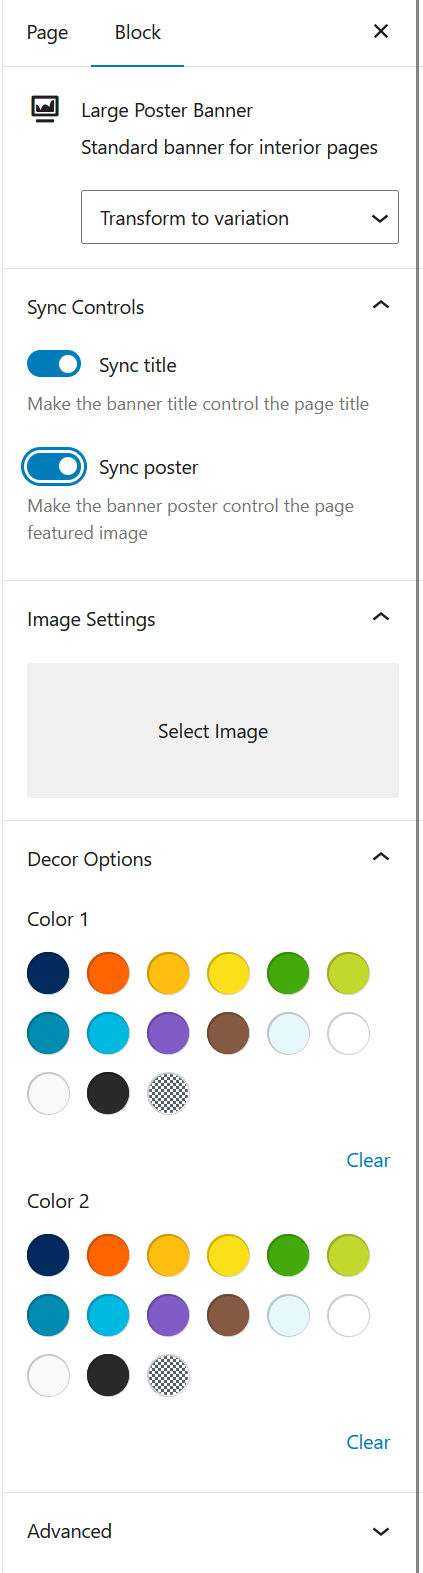 Page Block
Large Poster Banner
Standard banner for interior pages
Transform to variation
Sync Controls
Sync title
Make the banner title control the page title
Sync poster
Make the banner poster control the page
featured image
Image Settings
Select Image
Decor Options
Color 1
Clear
Color 2
Clear
Advanced